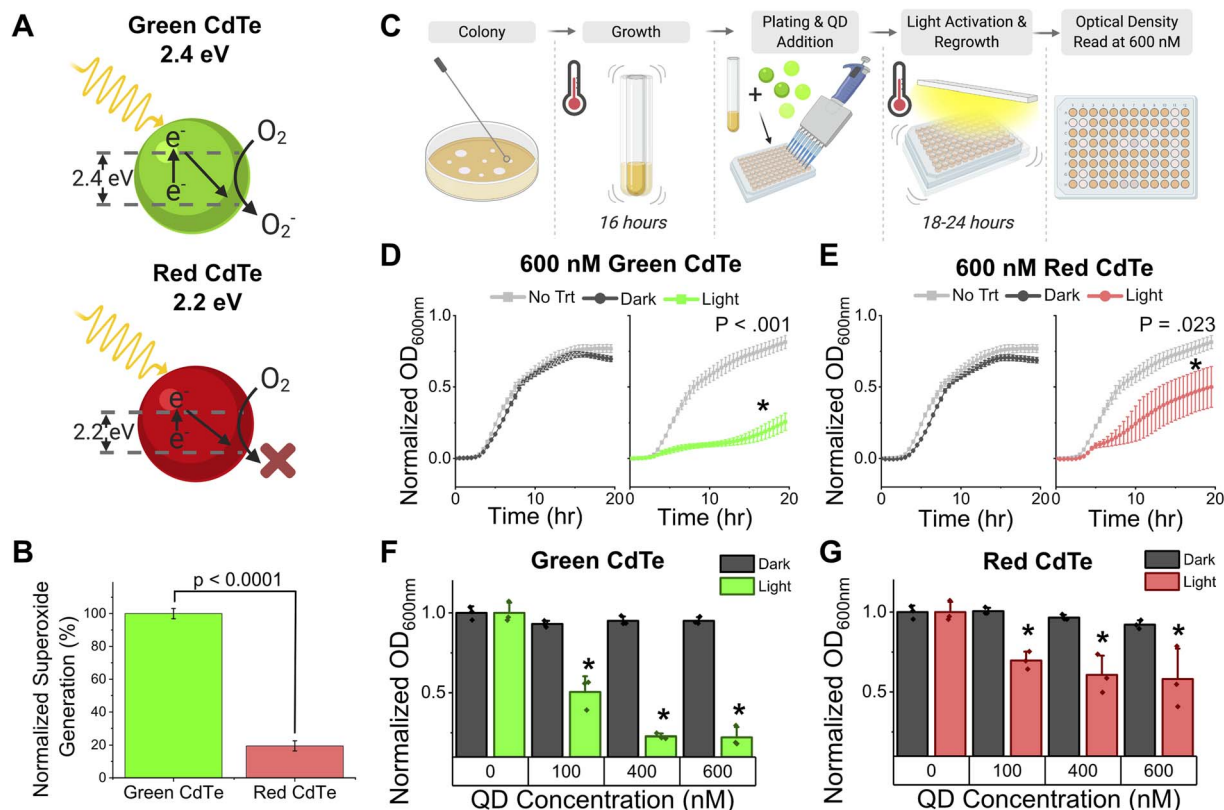 A
Green CdTe
2.4 eV
O2
e-
2.4 eV
e-
O2-
Red CdTe
2.2 eV
O2
e-
2.2 eV
e-
B
p < 0.0001
Normalized Superoxide
Generation (%)
100
80
60
40
20
0
Green CdTe
Red CdTe
C
Colony
Growth
Plating & QD
Addition
Light Activation &
Regrowth
Optical Density
Read at 600 nM
+
16 hours
18-24 hours
D
600 nM Green CdTe
No Trt
Dark
Light
P < .001
*
Normalized OD600nm
1.0
0.5
0.0
0
10
0
10
20
Time (hr)
Time (hr)
E
600 nM Red CdTe
No Trt
Dark
Light
P = .023
*
Normalized OD600nm
1.0
0.5
0.0
0
10
0
10
20
Time (hr)
Time (hr)
F
Green CdTe
Dark
Light
Normalized OD600nm
1.0
0.5
*
*
*
0
100
400
600
QD Concentration (nM)
G
Red CdTe
Dark
Light
Normalized OD600nm
1.0
0.5
*
*
*
0
100
400
600
QD Concentration (nM)